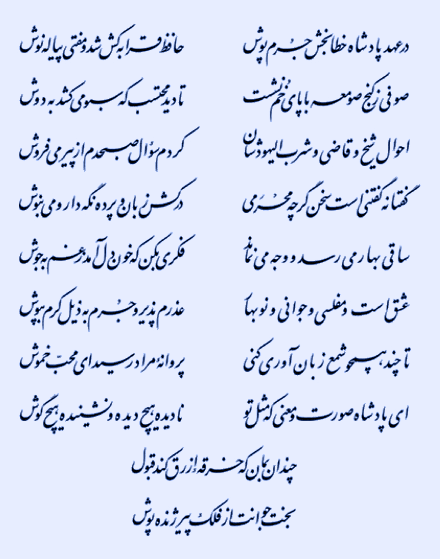 در عهد پادشاه خطابخش جرم پوش حافظ قرابه کش شد و مفتی پیاله نوش
صوفی ز کنج صومعه با پای خم نشست تا دید محتسب که سبو می کشد به دوش
احوال شیخ و قاضی و شرب الیهودشان کردم سؤال صبحدم از پیر می فروش
گفتا نه گفتنی است سخن گرچه محرمی درکش زبان و پرده نگه دار و می بنوش
ساقی بهار می رسد و وجه می نماند فکری بکن که خون دل آمد ز غم به جوش
عشق است و مفلسی و جوانی و نوبهار عذرم پذیر و جرم به ذیل کرم بپوش
تا چند همچو شمع زبان آوری کنی پروانه مراد رسید ای محب خموش
ای پادشاه صورت و معنی که مثل تو نادیده هیچ دیده و نشنیده هیچ گوش
چندان بمان که خرقه ازرق کند قبول
بخت جوانت از فلک پیر ژنده پوش